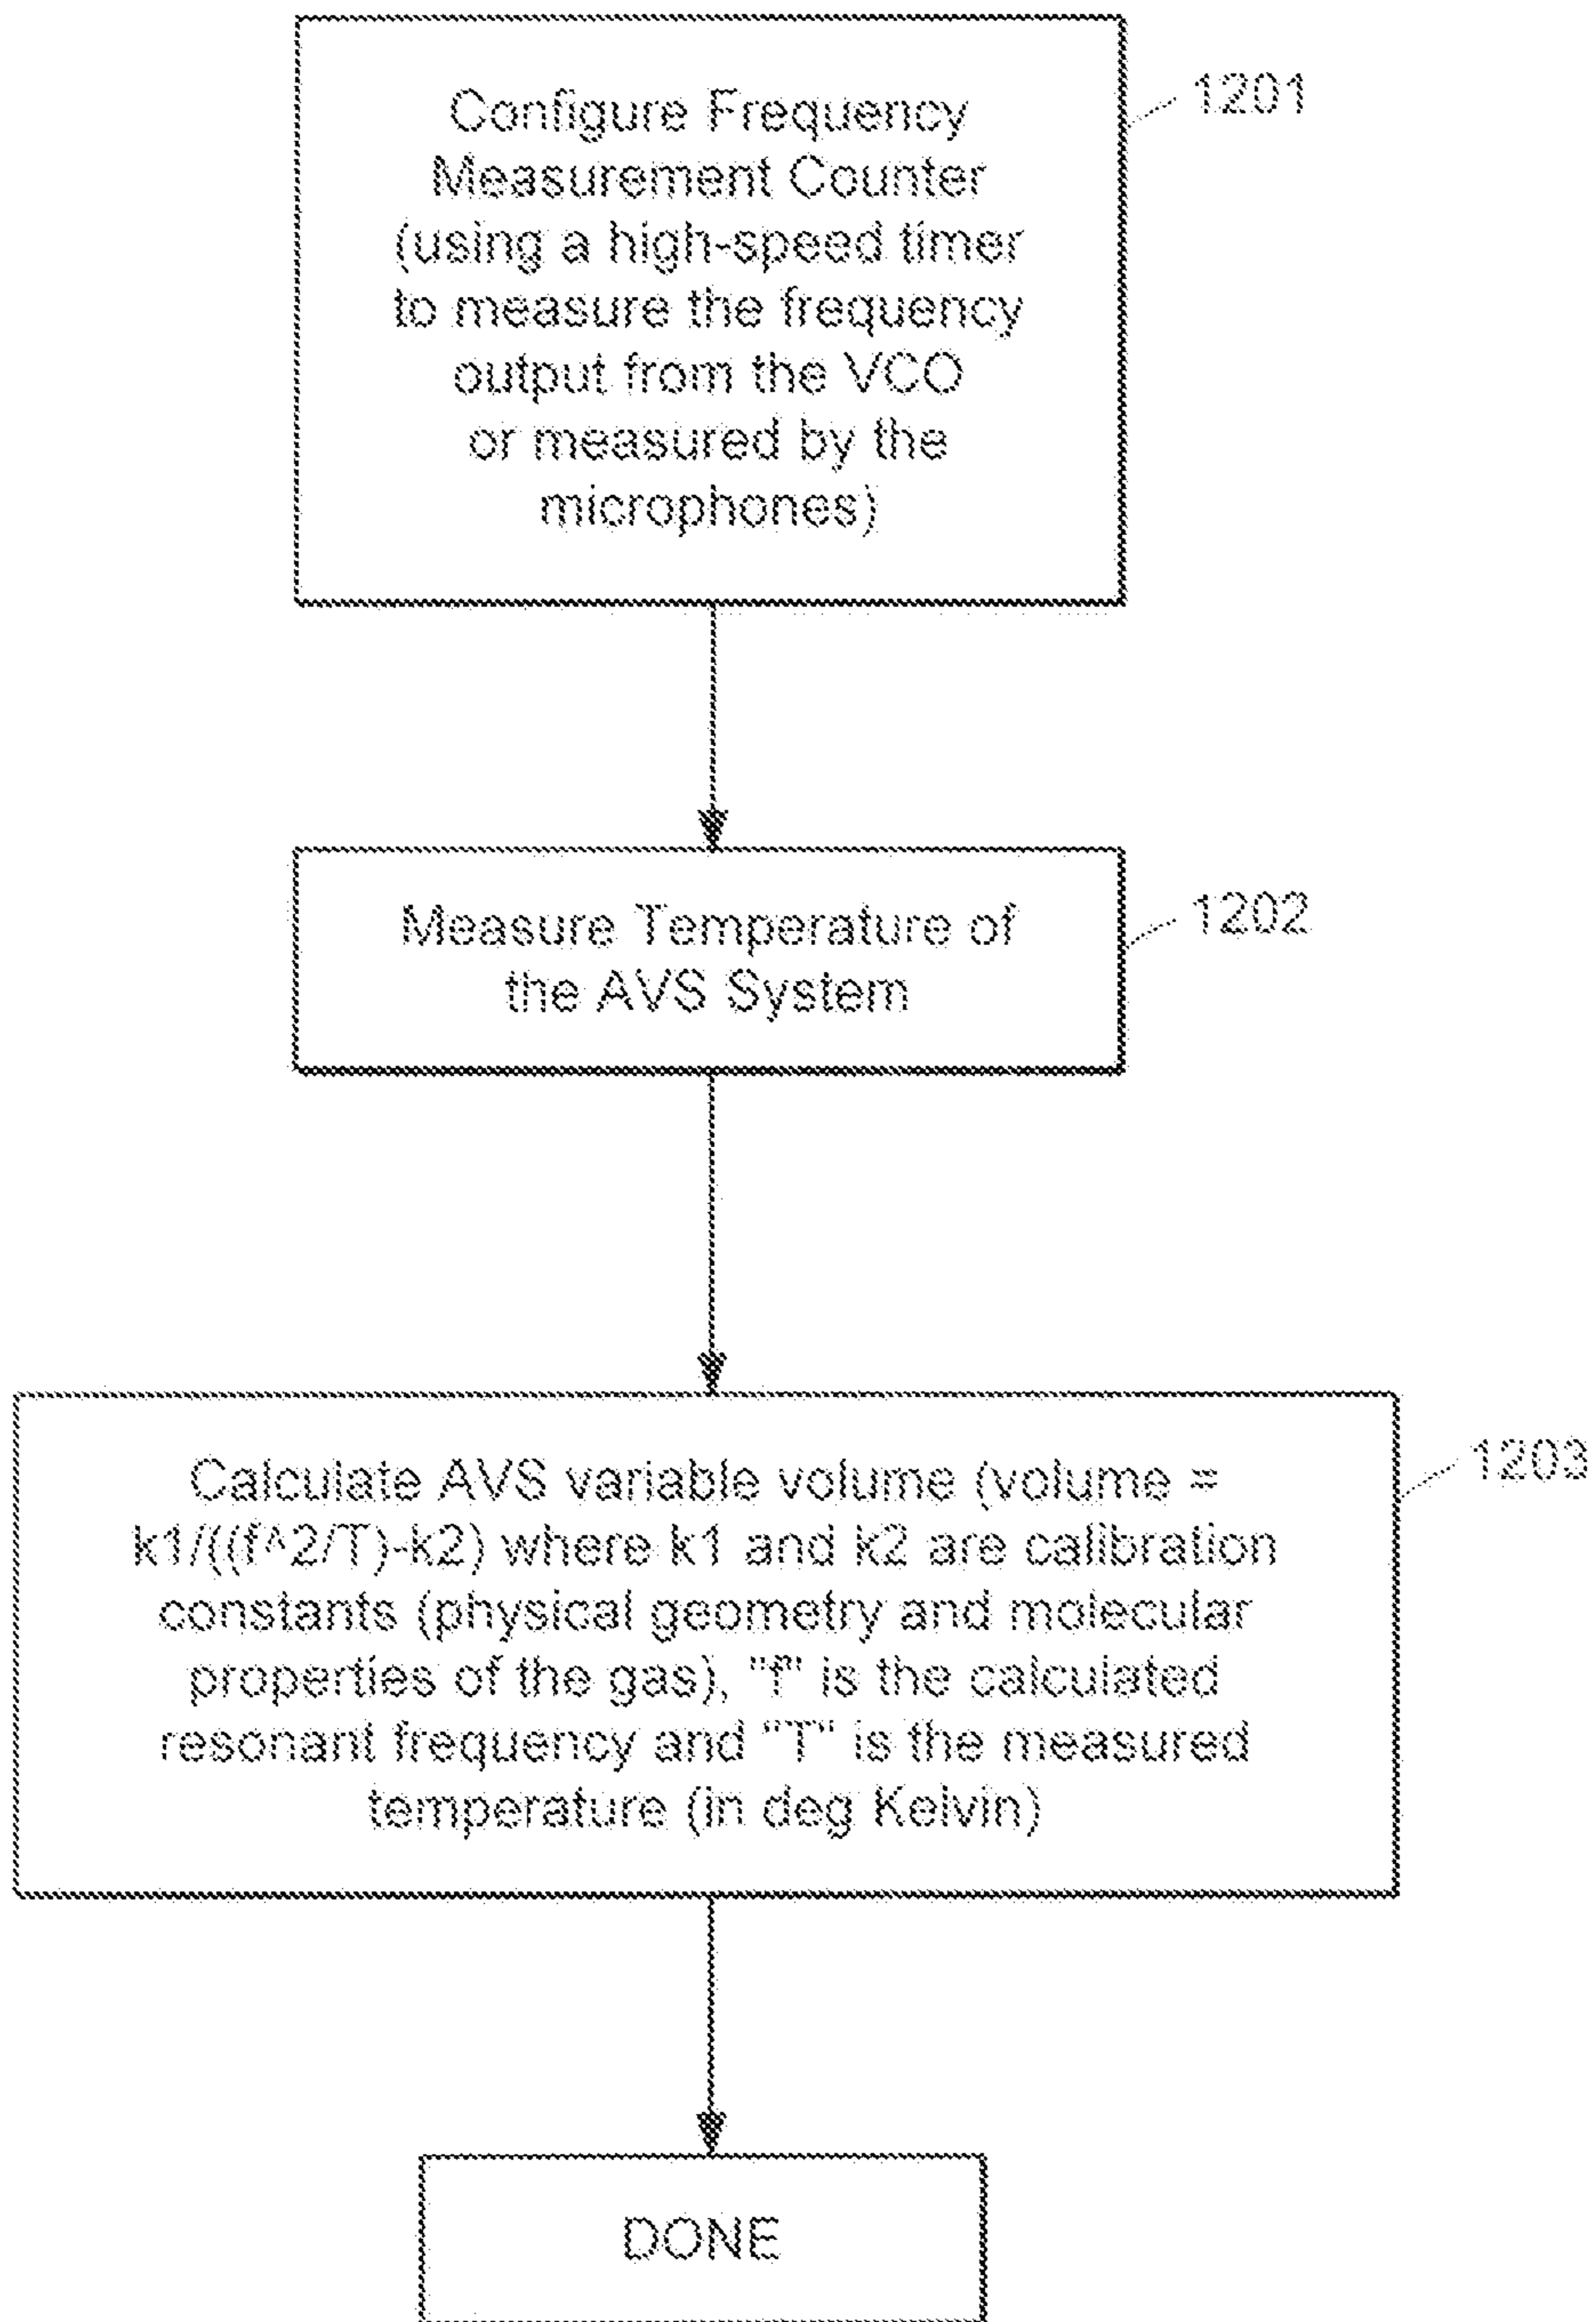 Configure Frequency
Measurement Counter
(using a high-speed timer
to measure the frequency
output from the VCO
or measured by the
microphones)
1201
Measure Temperature of
the AVS System
1202
Calculate AVS variable volume (volume =
k1/((f^2/T)-k2) where k1 and k2 are calibration
constants (physical geometry and molecular
properties of the gas), "f" is the calculated
resonant frequency and "T" is the measured
temperature (in deg Kelvin)
1203
DONE